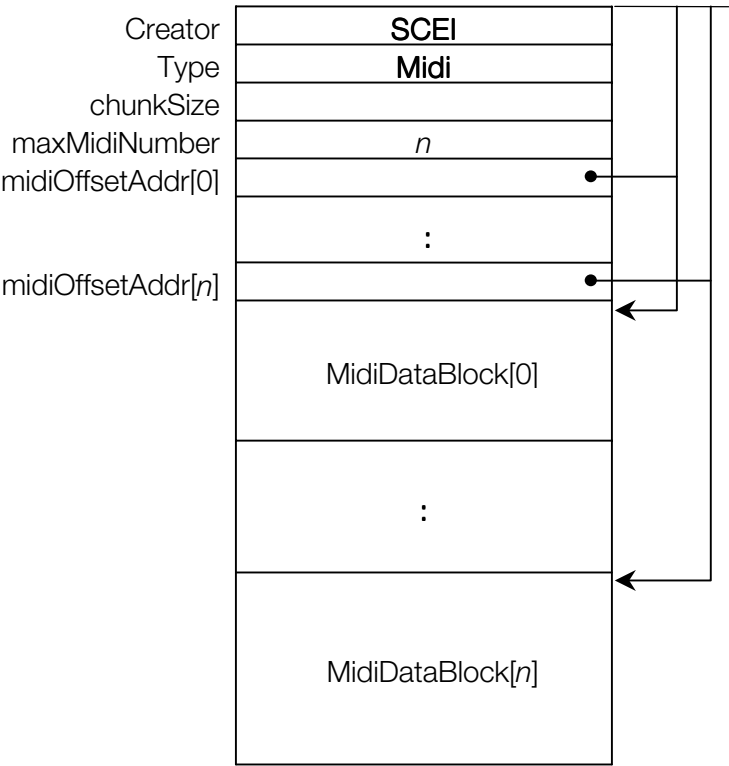 Creator SCEI
Type Midi
chunkSize
maxMidiNumber n
midiOffsetAddr[0]
:
midiOffsetAddr[n]
MidiDataBlock[0]
:
MidiDataBlock[n]